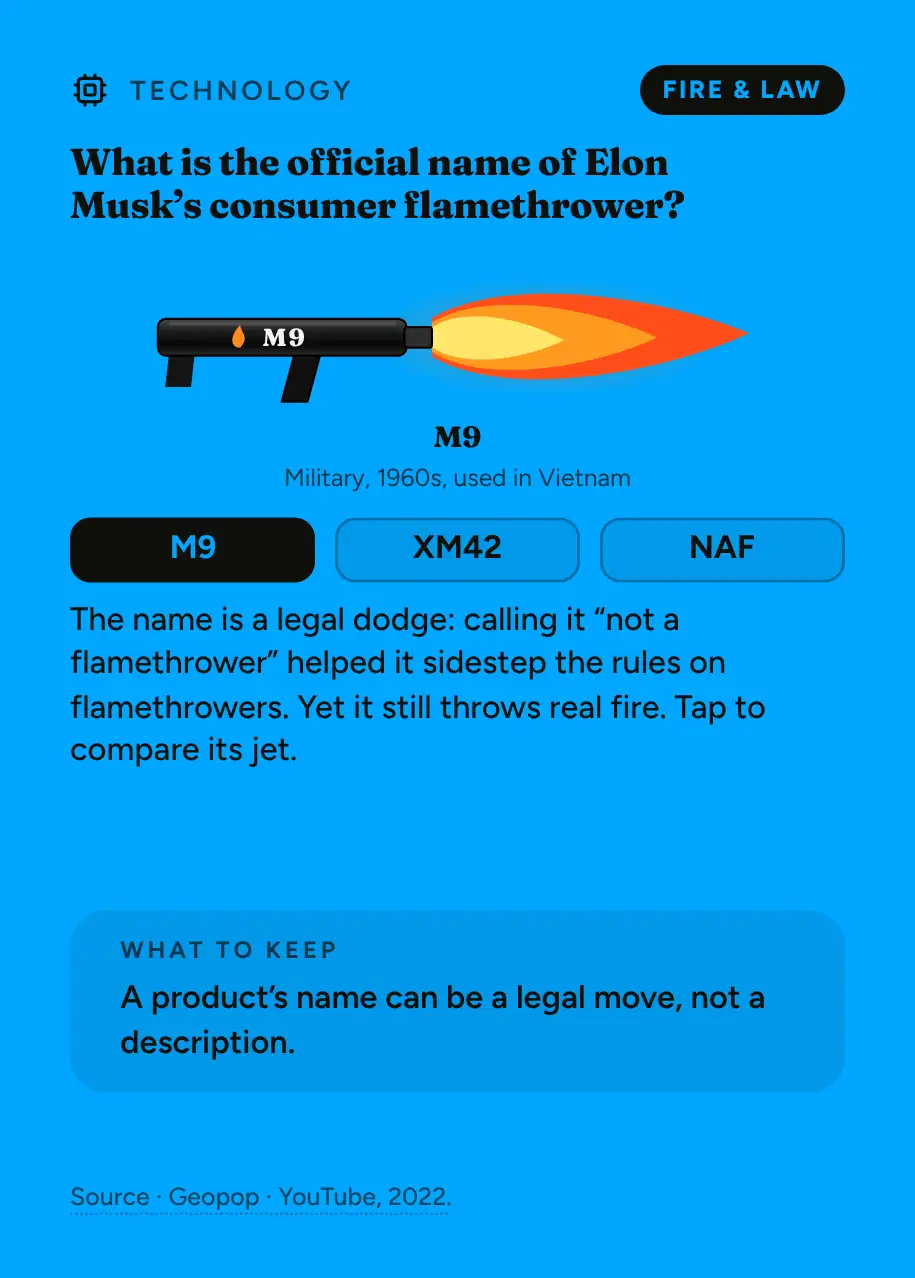 TECHNOLOGY
FIRE & LAW
What is the official name of Elon
Musk’s consumer flamethrower?
M9
M9
Military, 1960s, used in Vietnam
M9
XM42
NAF
The name is a legal dodge: calling it “not a
flamethrower” helped it sidestep the rules on
flamethrowers. Yet it still throws real fire. Tap to
compare its jet.
WHAT TO KEEP
A product’s name can be a legal move, not a
description.
Source · Geopop · YouTube, 2022.